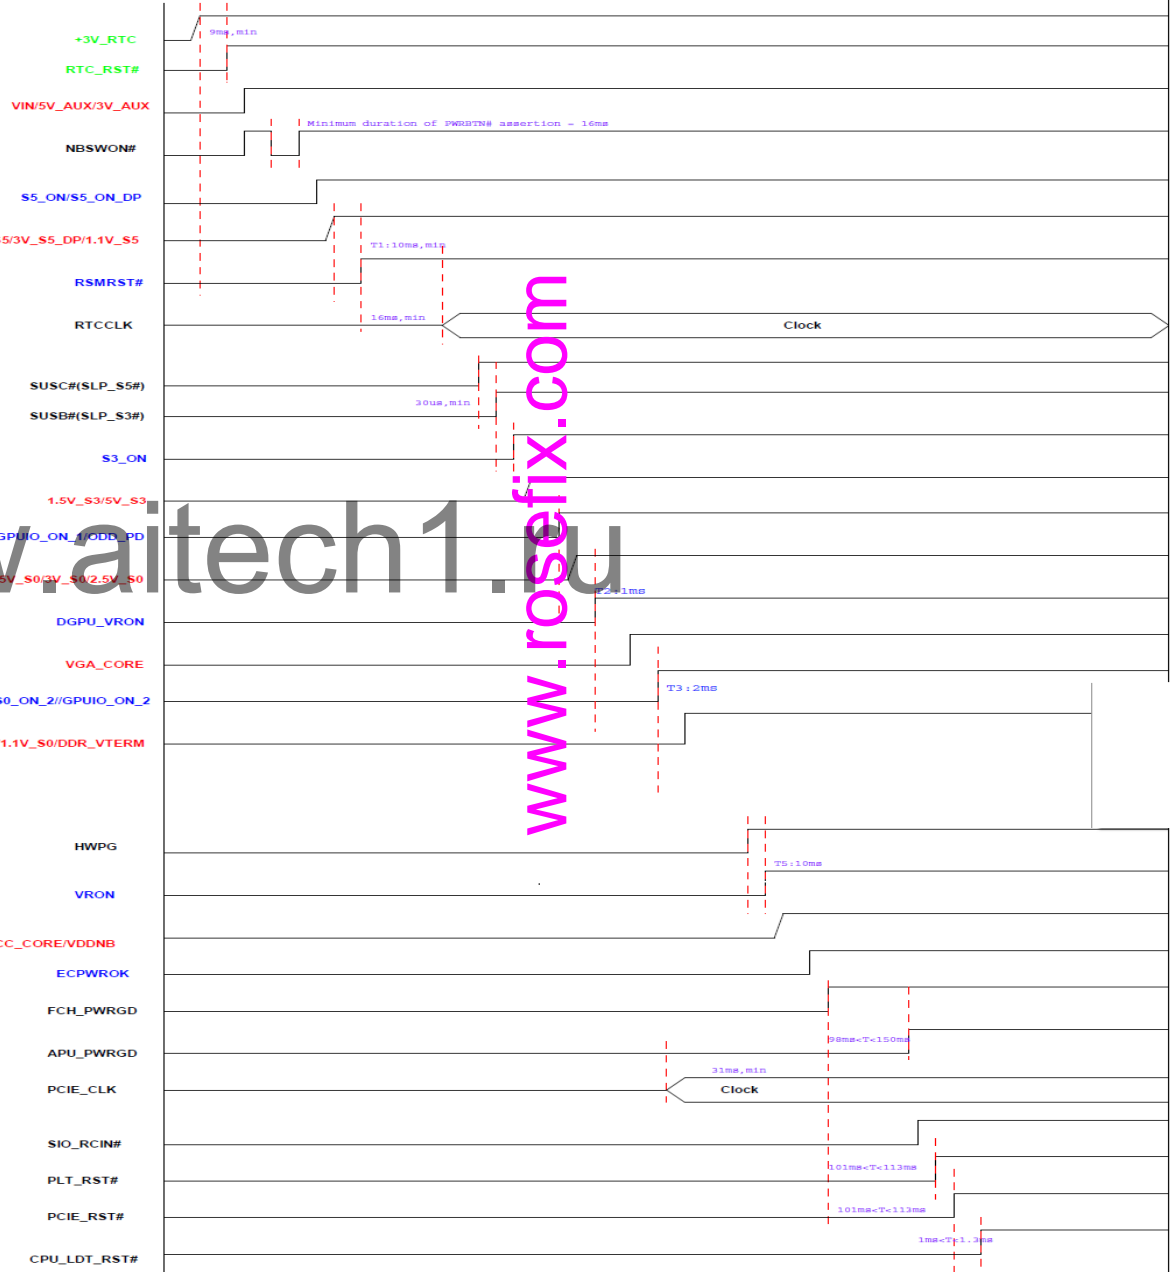 +3V_RTC
9ms,min
RTC_RST#
VIN/5V_AUX/3V_AUX
Minimum duration of PWRBTN# assertion - 16ms
NBSWON#
S5_ON/S5_ON_DP
5/3V_S5_DP/1.1V_S5
T1:10ms,min
RSMRST#
16ms,min
RTCCLK
Clock
SUSC#(SLP_S5#)
30us,min
SUSB#(SLP_S3#)
S3_ON
1.5V_S3/5V_S3
GPUIO_ON_1/ODD_PD
5V_S0/3V_S0/2.5V_S0
T2:1ms
DGPU_VRON
VGA_CORE
S0_ON_2//GPUIO_ON_2
T3:2ms
1.1V_S0/DDR_VTERM
HWPG
T5:10ms
VRON
CC_CORE/VDDNB
ECPWROK
FCH_PWRGD
98ms<T<150ms
APU_PWRGD
31ms,min
PCIE_CLK
Clock
SIO_RCIN#
101ms<T<113ms
PLT_RST#
101ms<T<113ms
PCIE_RST#
1ms<T<1.3ms
CPU_LDT_RST#
www.rosefix.com
w.aitech1.ru